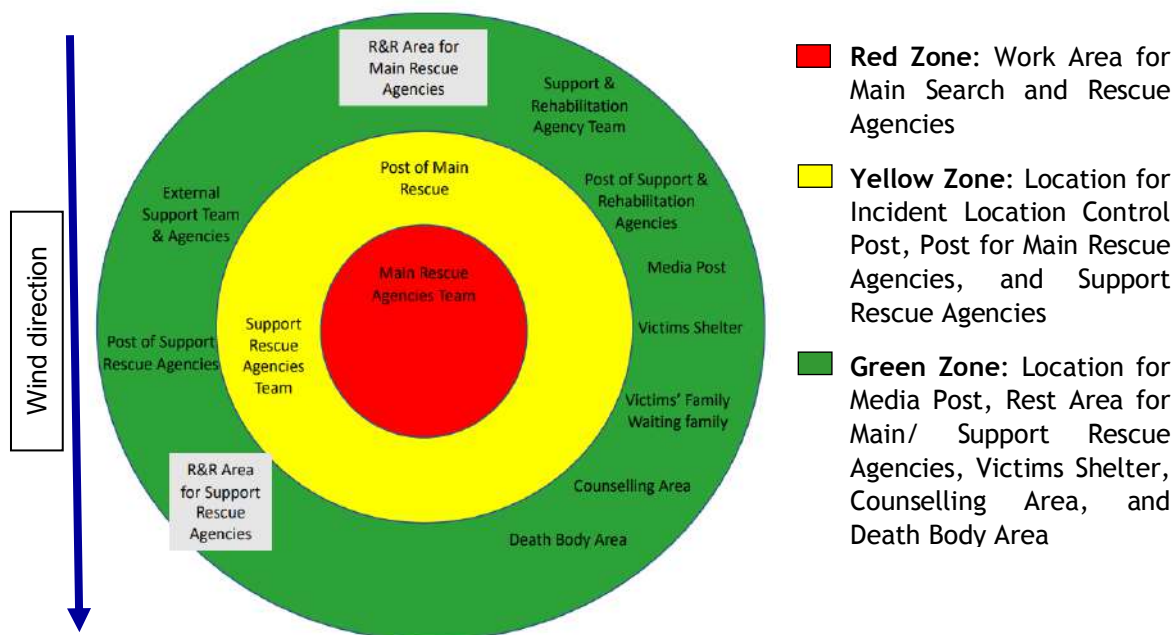 Wind direction
R&R Area for
Main Rescue
Agencies
Support &
Rehabilitation
Agency Team
Post of Main
Rescue
External
Support Team
& Agencies
Post of Support &
Rehabilitation
Agencies
Main Rescue
Agencies Team
Media Post
Support
Rescue
Agencies
Team
Post of Support
Rescue Agencies
Victims Shelter
Victims' Family
Waiting family
R&R Area
for Support
Rescue
Agencies
Counselling Area
Death Body Area
Red Zone: Work Area for
Main Search and Rescue
Agencies
Yellow Zone: Location for
Incident Location Control
Post, Post for Main Rescue
Agencies, and Support
Rescue Agencies
Green Zone: Location for
Media Post, Rest Area for
Main/ Support Rescue
Agencies, Victims Shelter,
Counselling Area, and
Death Body Area